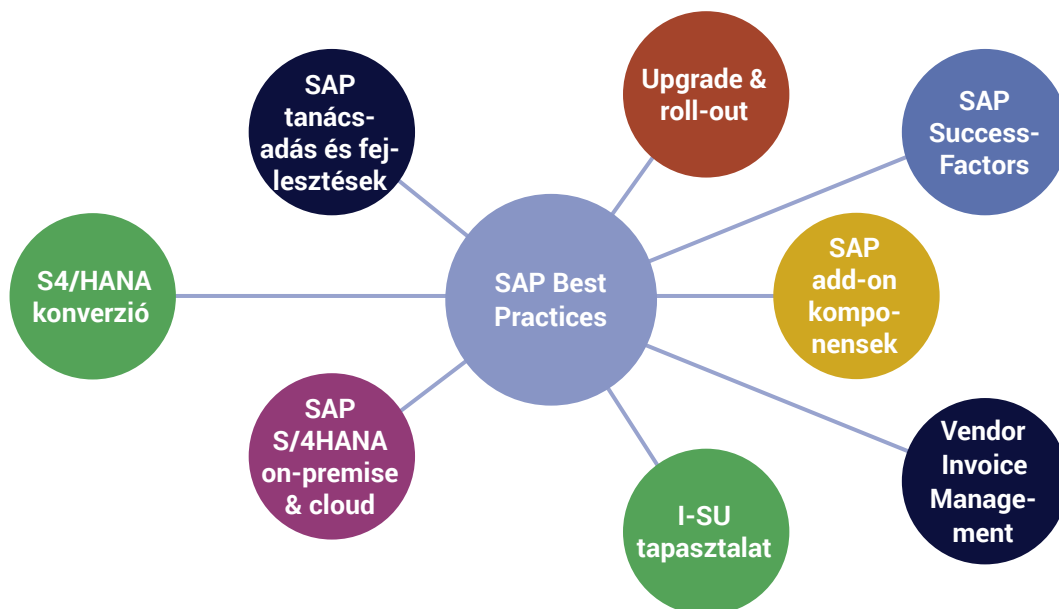 SAP
tanács-
adás és fej-
lesztések
Upgrade &
roll-out
SAP
Success-
Factors
S4/HANA
konverzió
SAP Best
Practices
SAP
add-on
kompo-
nensek
SAP
S/4HANA
on-premise
& cloud
I-SU
tapasztalat
Vendor
Invoice
Manage-
ment